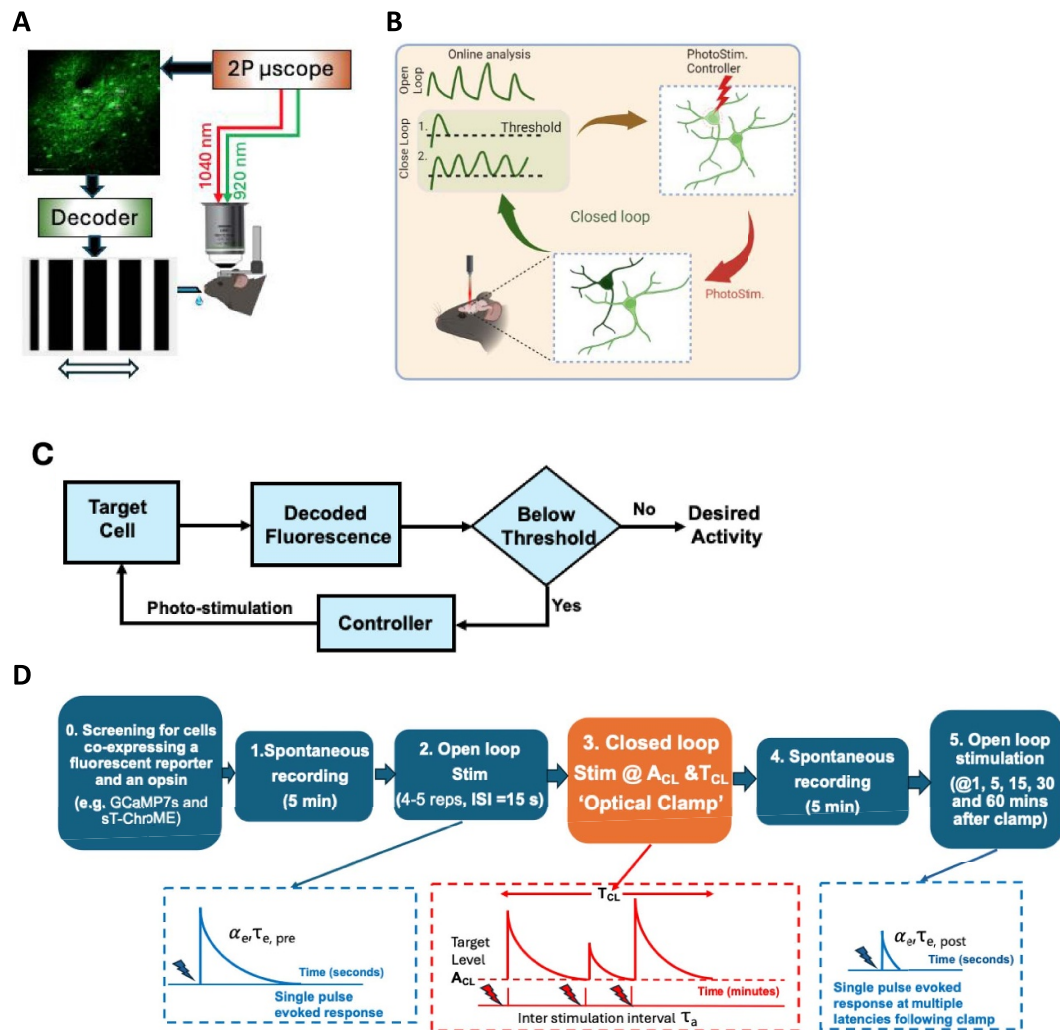 A
2P µscope
1040 nm
920 nm
Decoder
B
Online analysis
Open
Loop
Close Loop
1.
Threshold
2.
PhotoStim.
Controller
Closed loop
PhotoStim.
C
Target
Cell
Decoded
Fluorescence
Below
Threshold
No
Desired
Activity
Yes
Controller
Photo-stimulation
D
0. Screening for cells
co-expressing a
fluorescent reporter
and an opsin
(e.g. GCaMP7s and
sT-ChroME)
1.Spontaneous
recording
(5 min)
2. Open loop
Stim
(4-5 reps, ISI =15 s)
3. Closed loop
Stim @ A_CL &T_CL
‘Optical Clamp’
4. Spontaneous
recording
(5 min)
5. Open loop
stimulation
(@1, 5, 15, 30
and 60 mins
after clamp)
α_e,τ_e, pre
Time (seconds)
Single pulse
evoked response
T_CL
Target
Level
A_CL
Time (minutes)
Inter stimulation interval τ_a
α_e,τ_e, post
Time (seconds)
Single pulse evoked
response at multiple
latencies following clamp